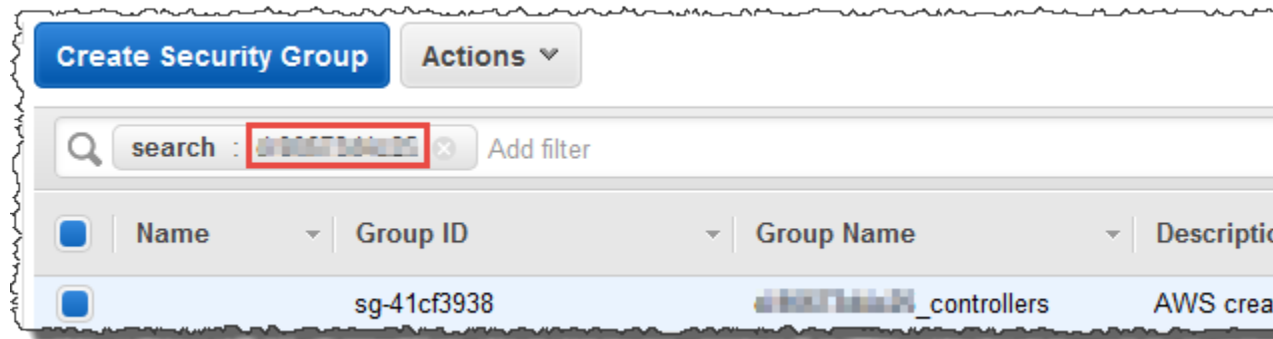 Create Security Group Actions
search : Add filter
Name Group ID Group Name Descriptio
sg-41cf3938 _controllers AWS crea